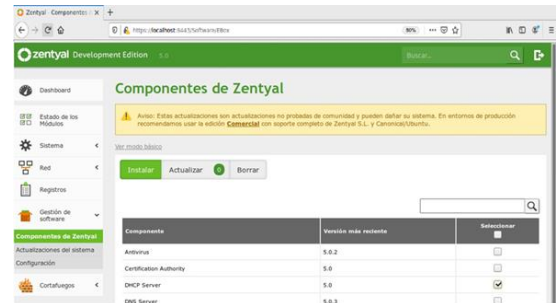 Zentyal - Componentes
https://localhost:8443/Software/EBox
90%
zentyal Development Edition 5.0
Buscar...
Dashboard
Estado de los Módulos
Sistema
Red
Registros
Gestión de software
Componentes de Zentyal
Actualizaciones del sistema
Configuración
Cortafuegos
Componentes de Zentyal
Aviso: Estas actualizaciones son actualizaciones no probadas de comunidad y pueden dañar su sistema. En entornos de producción
recomendamos usar la edición Comercial con soporte completo de Zentyal S.L. y Canonical/Ubuntu.
Ver modo básico
Instalar Actualizar 0 Borrar
Componente Versión más reciente Seleccionar
Antivirus 5.0.2
Certification Authority 5.0
DHCP Server 5.0
DNS Server 5.0.3